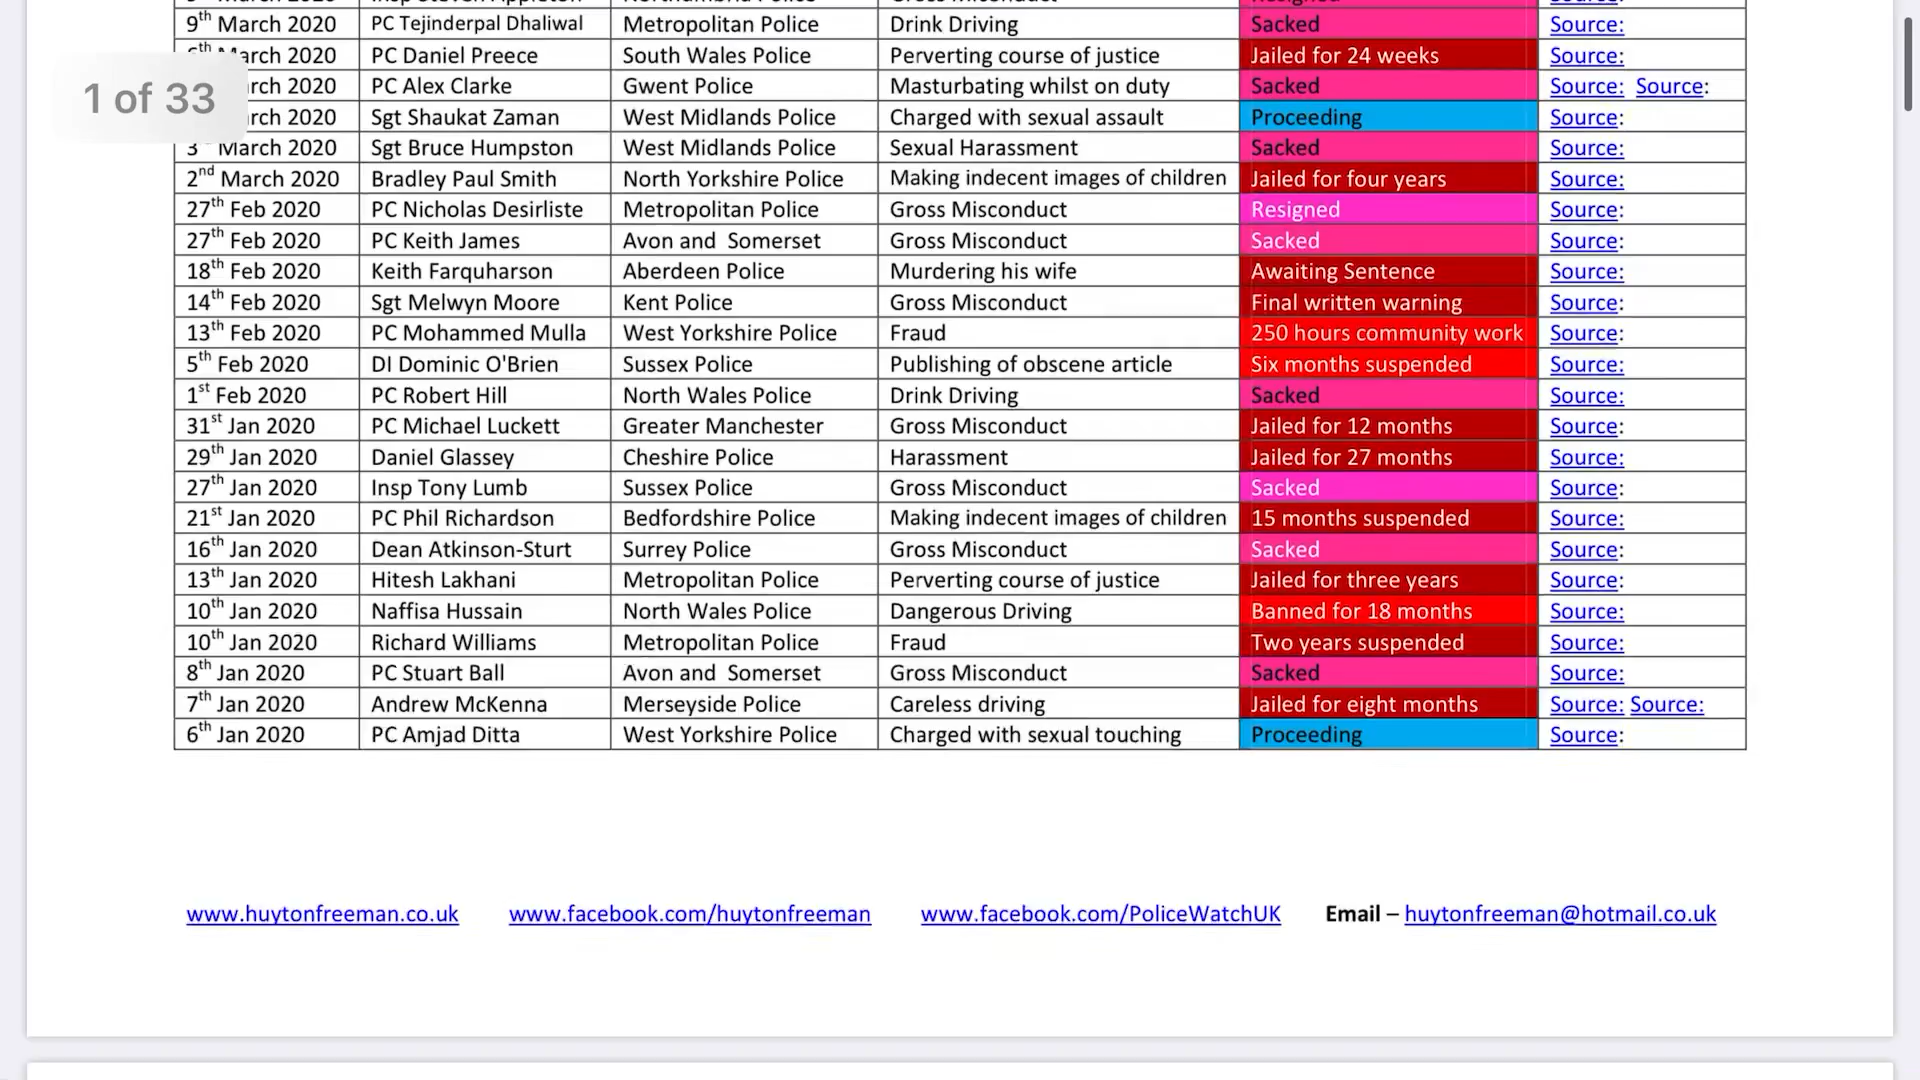 9th March 2020 PC Tejinderpal Dhaliwal Metropolitan Police Drink Driving Sacked Source:
March 2020 PC Daniel Preece South Wales Police Perverting course of justice Jailed for 24 weeks Source:
1 of 33
rch 2020 PC Alex Clarke Gwent Police Masturbating whilst on duty Sacked Source: Source:
rch 2020 Sgt Shaukat Zaman West Midlands Police Charged with sexual assault Proceeding Source:
3 March 2020 Sgt Bruce Humpston West Midlands Police Sexual Harassment Sacked Source:
2nd March 2020 Bradley Paul Smith North Yorkshire Police Making indecent images of children Jailed for four years Source:
27th Feb 2020 PC Nicholas Desirliste Metropolitan Police Gross Misconduct Resigned Source:
27th Feb 2020 PC Keith James Avon and Somerset Gross Misconduct Sacked Source:
18th Feb 2020 Keith Farquharson Aberdeen Police Murdering his wife Awaiting Sentence Source:
14th Feb 2020 Sgt Melwyn Moore Kent Police Gross Misconduct Final written warning Source:
13th Feb 2020 PC Mohammed Mulla West Yorkshire Police Fraud 250 hours community work Source:
5th Feb 2020 DI Dominic O'Brien Sussex Police Publishing of obscene article Six months suspended Source:
1st Feb 2020 PC Robert Hill North Wales Police Drink Driving Sacked Source:
31st Jan 2020 PC Michael Luckett Greater Manchester Gross Misconduct Jailed for 12 months Source:
29th Jan 2020 Daniel Glassey Cheshire Police Harassment Jailed for 27 months Source:
27th Jan 2020 Insp Tony Lumb Sussex Police Gross Misconduct Sacked Source:
21st Jan 2020 PC Phil Richardson Bedfordshire Police Making indecent images of children 15 months suspended Source:
16th Jan 2020 Dean Atkinson-Sturt Surrey Police Gross Misconduct Sacked Source:
13th Jan 2020 Hitesh Lakhani Metropolitan Police Perverting course of justice Jailed for three years Source:
10th Jan 2020 Naffisa Hussain North Wales Police Dangerous Driving Banned for 18 months Source:
10th Jan 2020 Richard Williams Metropolitan Police Fraud Two years suspended Source:
8th Jan 2020 PC Stuart Ball Avon and Somerset Gross Misconduct Sacked Source:
7th Jan 2020 Andrew McKenna Merseyside Police Careless driving Jailed for eight months Source: Source:
6th Jan 2020 PC Amjad Ditta West Yorkshire Police Charged with sexual touching Proceeding Source:
www.huytonfreeman.co.uk www.facebook.com/huytonfreeman www.facebook.com/PoliceWatchUK Email – huytonfreeman@hotmail.co.uk